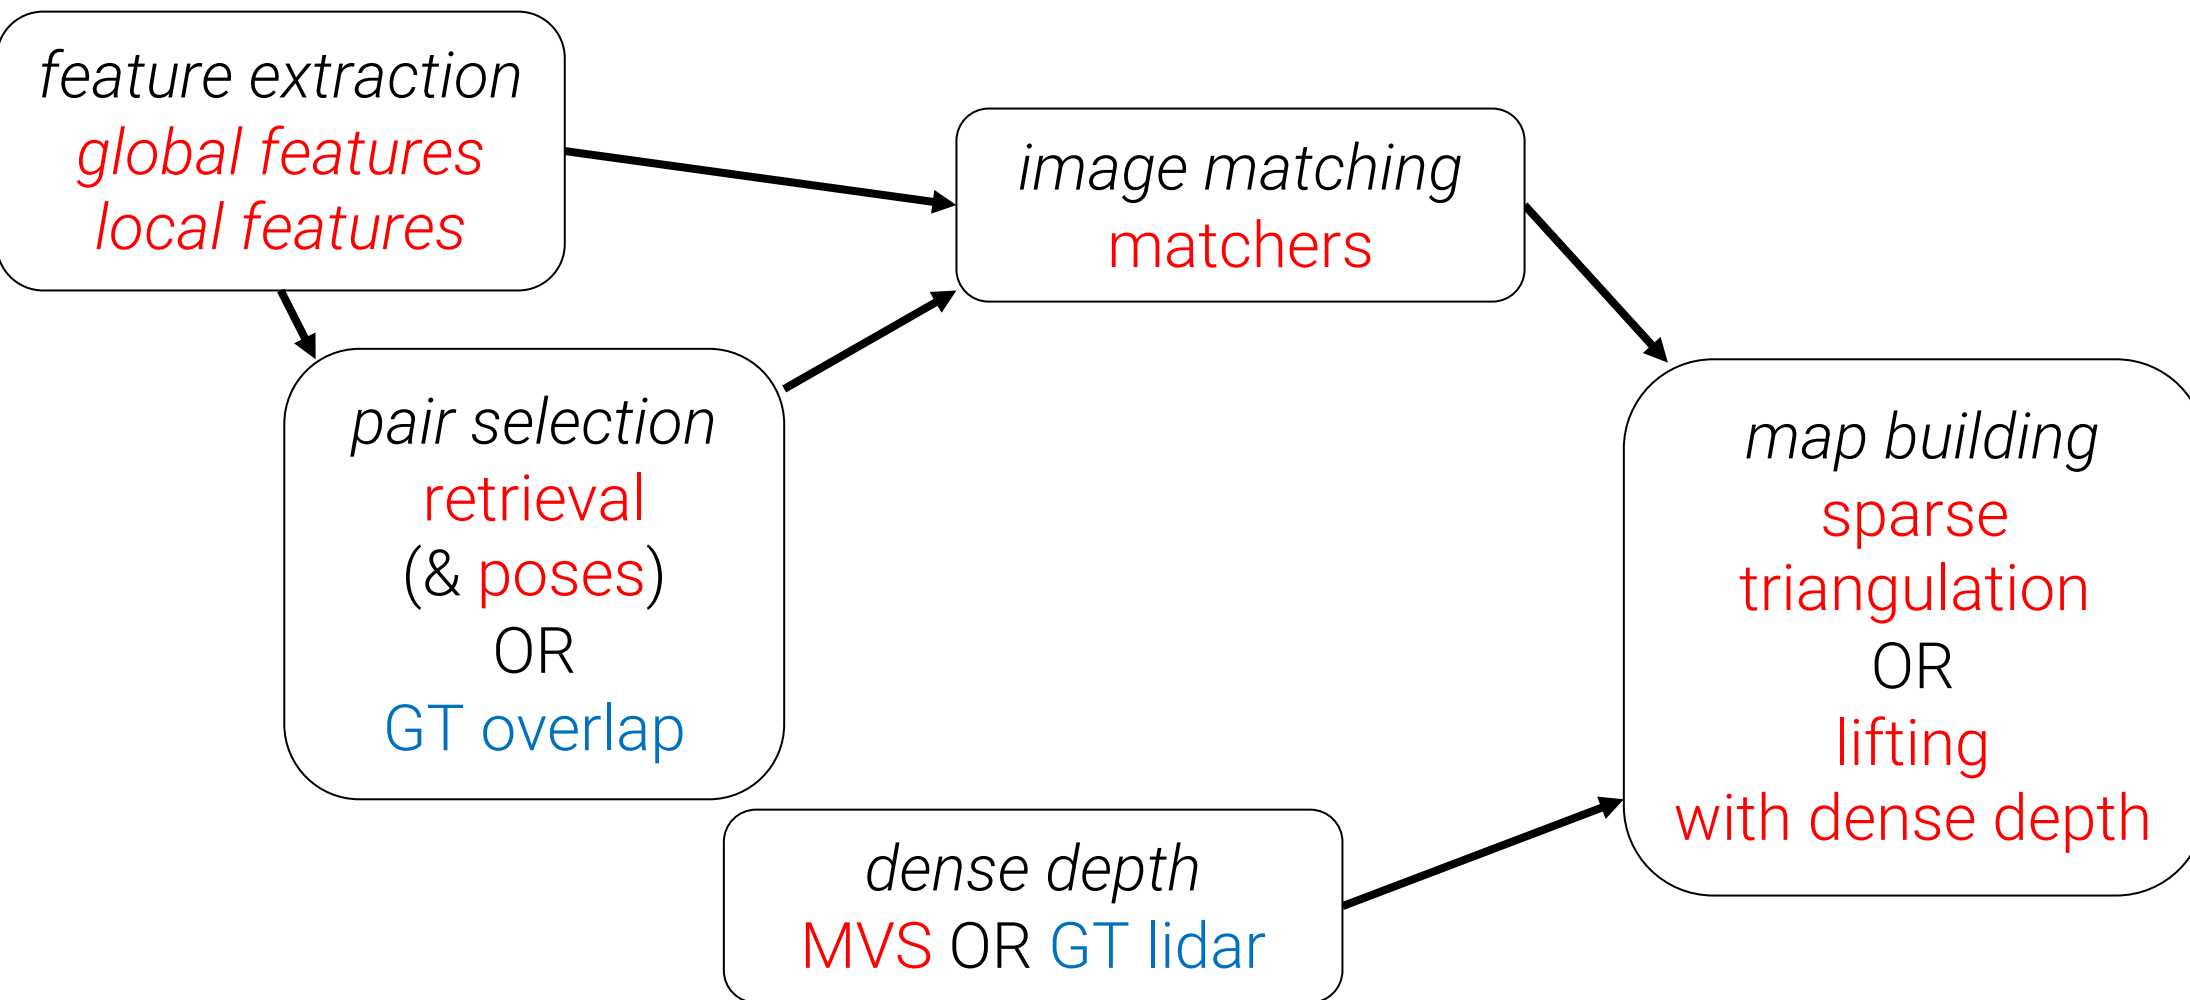 feature extraction
global features
local features
image matching
matchers
pair selection
retrieval
(& poses)
OR
GT overlap
map building
sparse
triangulation
OR
lifting
with dense depth
dense depth
MVS OR GT lidar